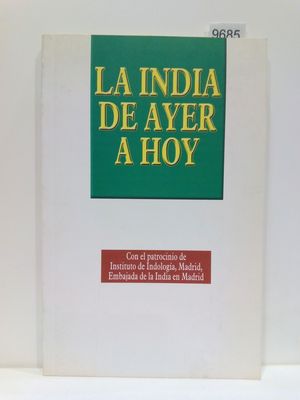 9685
LA INDIA
DE AYER
A HOY
Con el patrocinio de
Instituto de Indología, Madrid,
Embajada de la India en Madrid